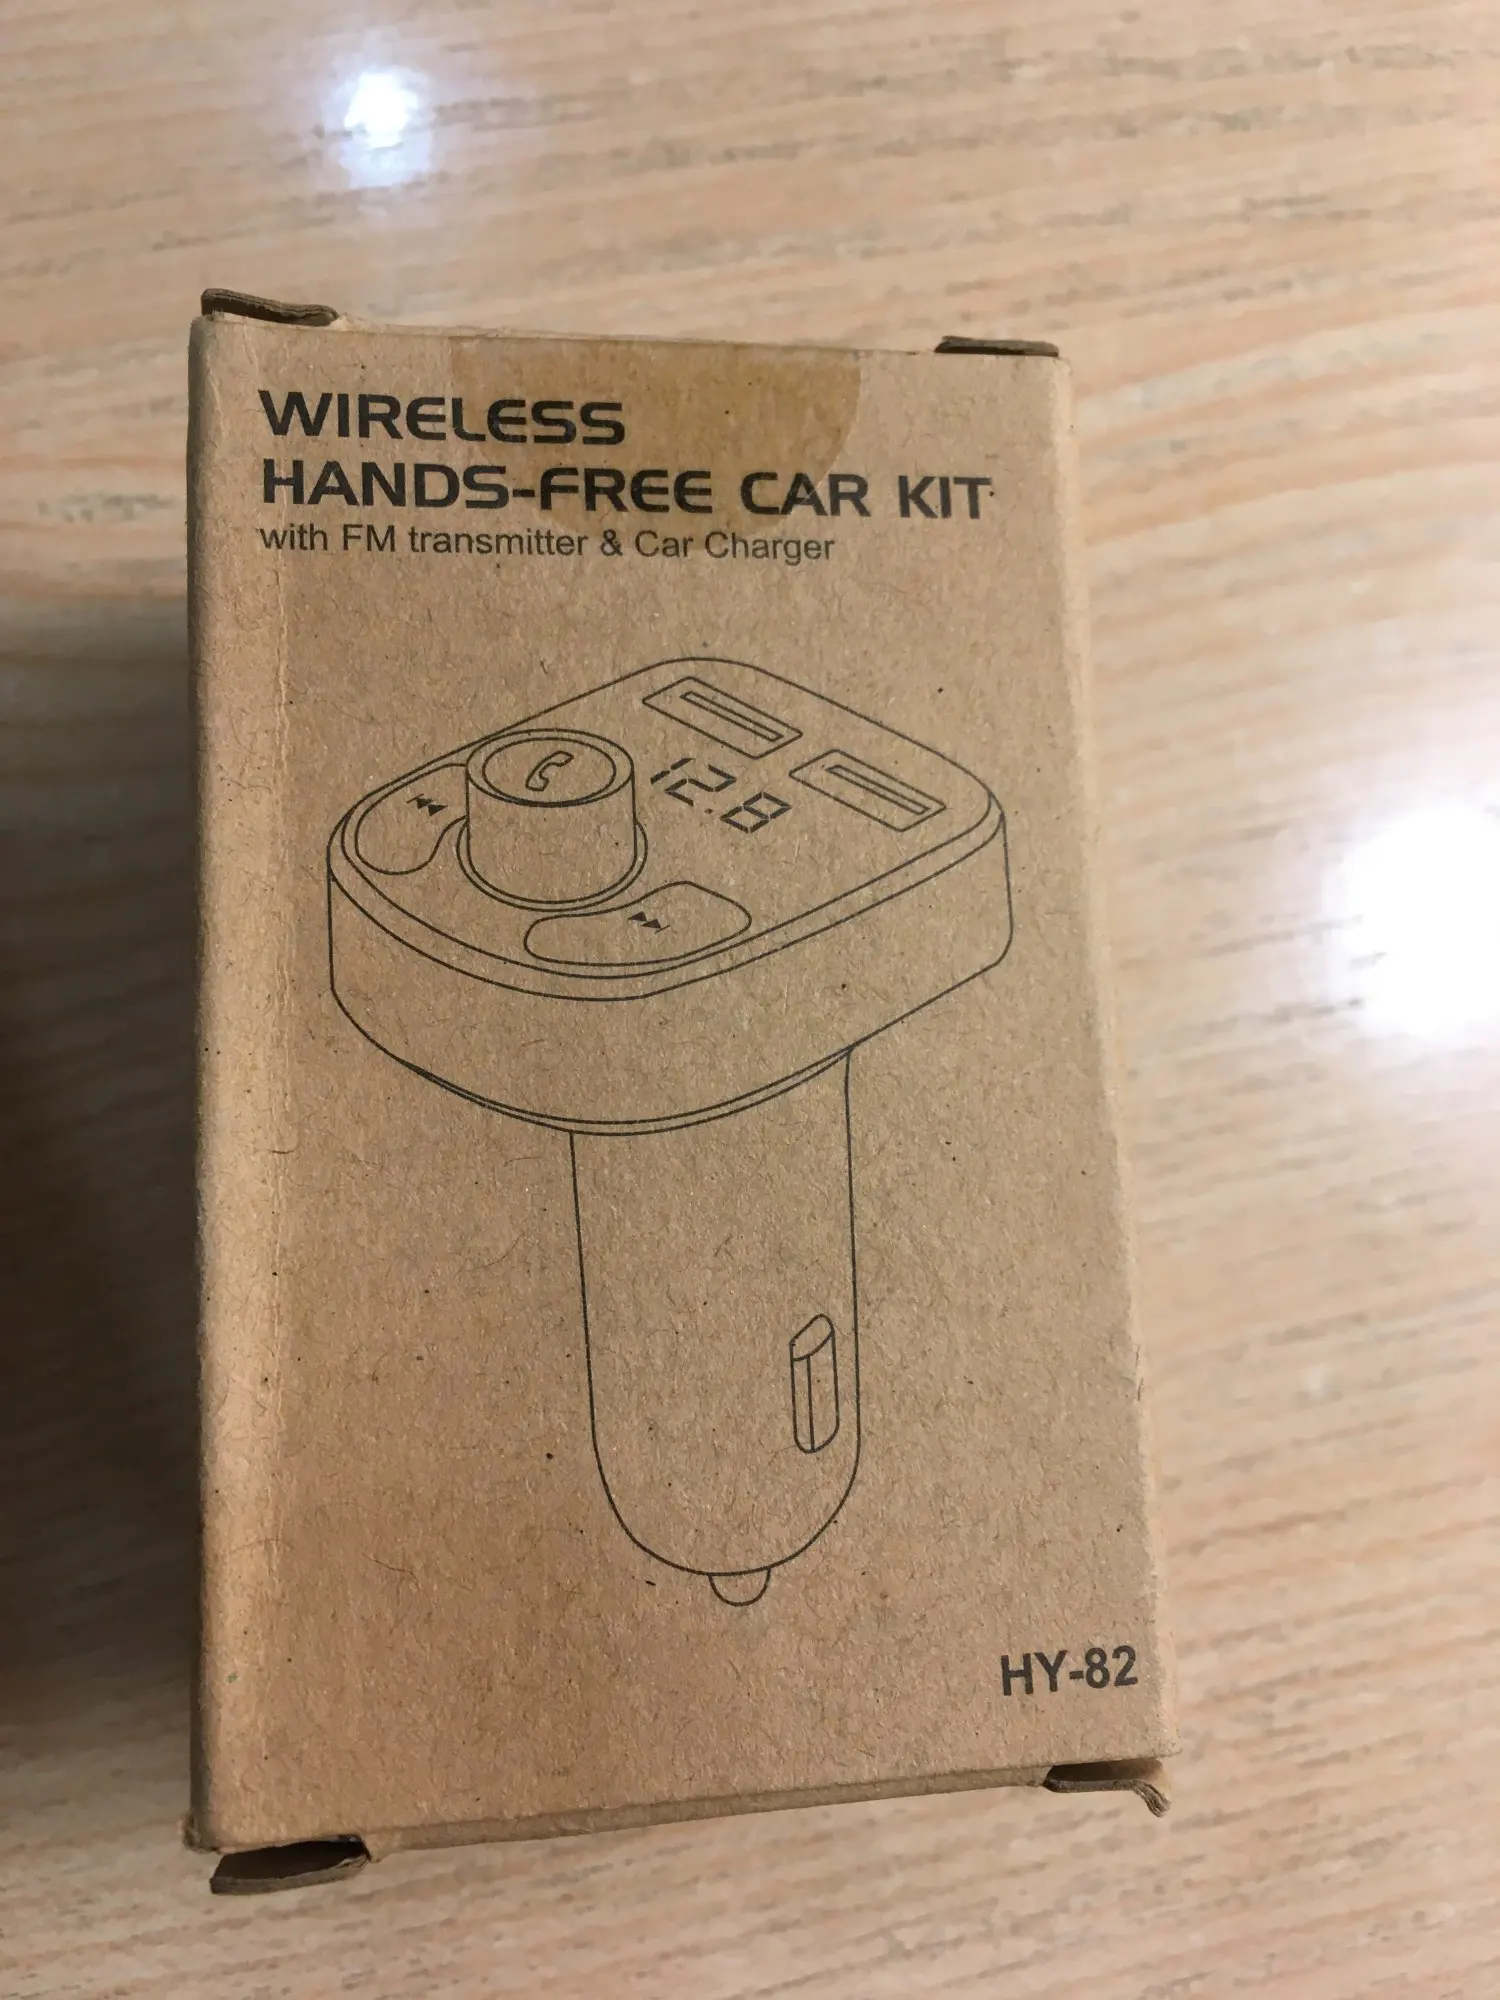 WIRELESS
HANDS-FREE CAR KIT
with FM transmitter & Car Charger
12.8
HY-82